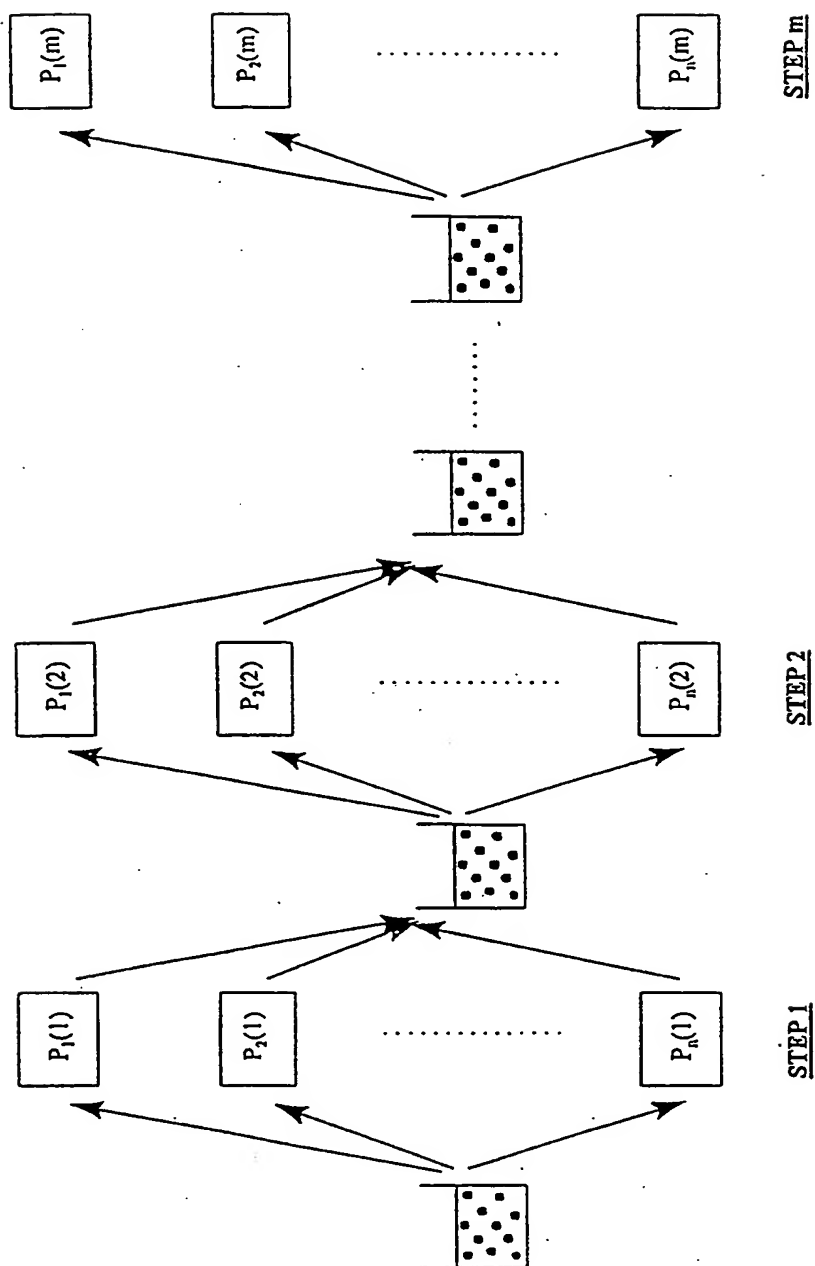 P₁(1)
P₂(1)
Pₙ(1)
STEP 1
P₁(2)
P₂(2)
Pₙ(2)
STEP 2
P₁(m)
P₂(m)
Pₙ(m)
STEP m